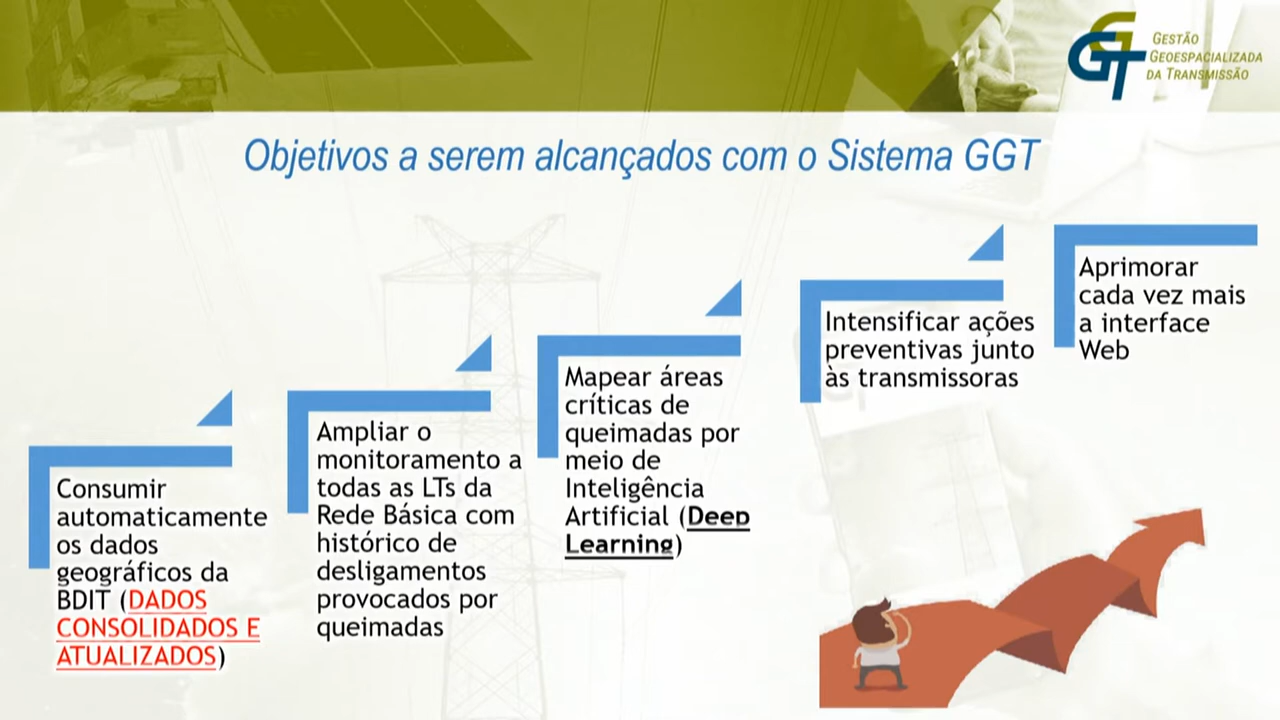 GGT
GESTÃO
GEOESPACIALIZADA
DA TRANSMISSÃO
Objetivos a serem alcançados com o Sistema GGT
Consumir
automaticamente
os dados
geográficos da
BDIT (DADOS
CONSOLIDADOS E
ATUALIZADOS)
Ampliar o
monitoramento a
todas as LTs da
Rede Básica com
histórico de
desligamentos
provocados por
queimadas
Mapear áreas
críticas de
queimadas por
meio de
Inteligência
Artificial (Deep
Learning)
Intensificar ações
preventivas junto
às transmissoras
Aprimorar
cada vez mais
a interface
Web